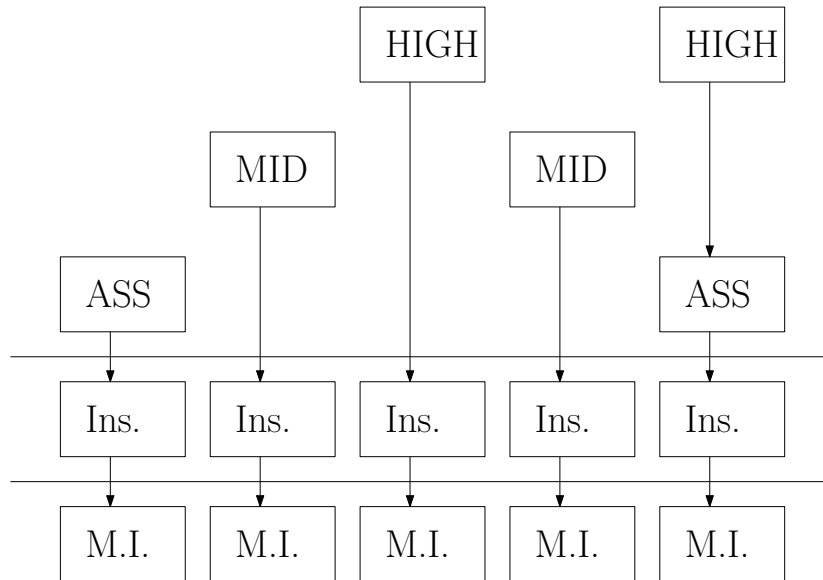 HIGH HIGH
MID MID
ASS ASS
Ins. Ins. Ins. Ins. Ins.
M.I. M.I. M.I. M.I. M.I.